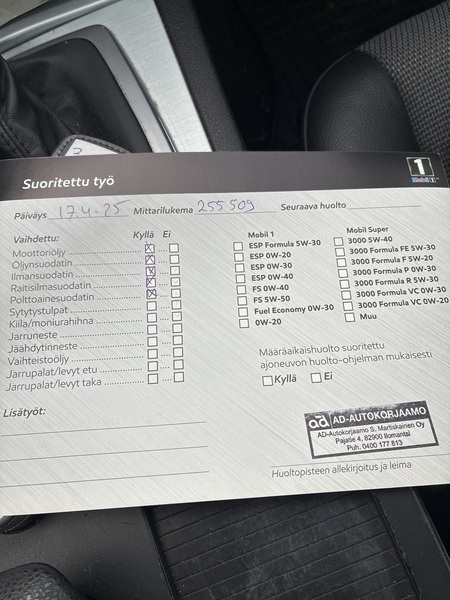 1
Mobil 1
Suoritettu työ
Päiväys 17.4-25 Mittarilukema 255 509 Seuraava huolto
Vaihdettu: Kyllä Ei
Moottoriöljy
Öljynsuodatin
Ilmansuodatin
Raitisilmasuodatin
Polttoainesuodatin
Sytytystulpat
Kiila/moniurahihna
Jarruneste
Jäähdytinneste
Vaihteistoöljy
Jarrupalat/levyt etu
Jarrupalat/levyt taka
Lisätyöt:
Mobil 1
ESP Formula 5W-30
ESP 0W-20
ESP 0W-30
ESP 0W-40
FS 0W-40
FS 5W-50
Fuel Economy 0W-30
0W-20
Mobil Super
3000 5W-40
3000 Formula FE 5W-30
3000 Formula F 5W-20
3000 Formula P 0W-30
3000 Formula R 5W-30
3000 Formula VC 0W-30
3000 Formula VC 0W-20
Muu
Määräaikaishuolto suoritettu
ajoneuvon huolto-ohjelman mukaisesti
Kyllä Ei
ad AD-AUTOKORJAAMO
AD-Autokorjaamo S. Martiskainen Oy
Pajatie 4, 82900 Ilomantsi
Puh. 0400 177 813
Huoltopisteen allekirjoitus ja leima